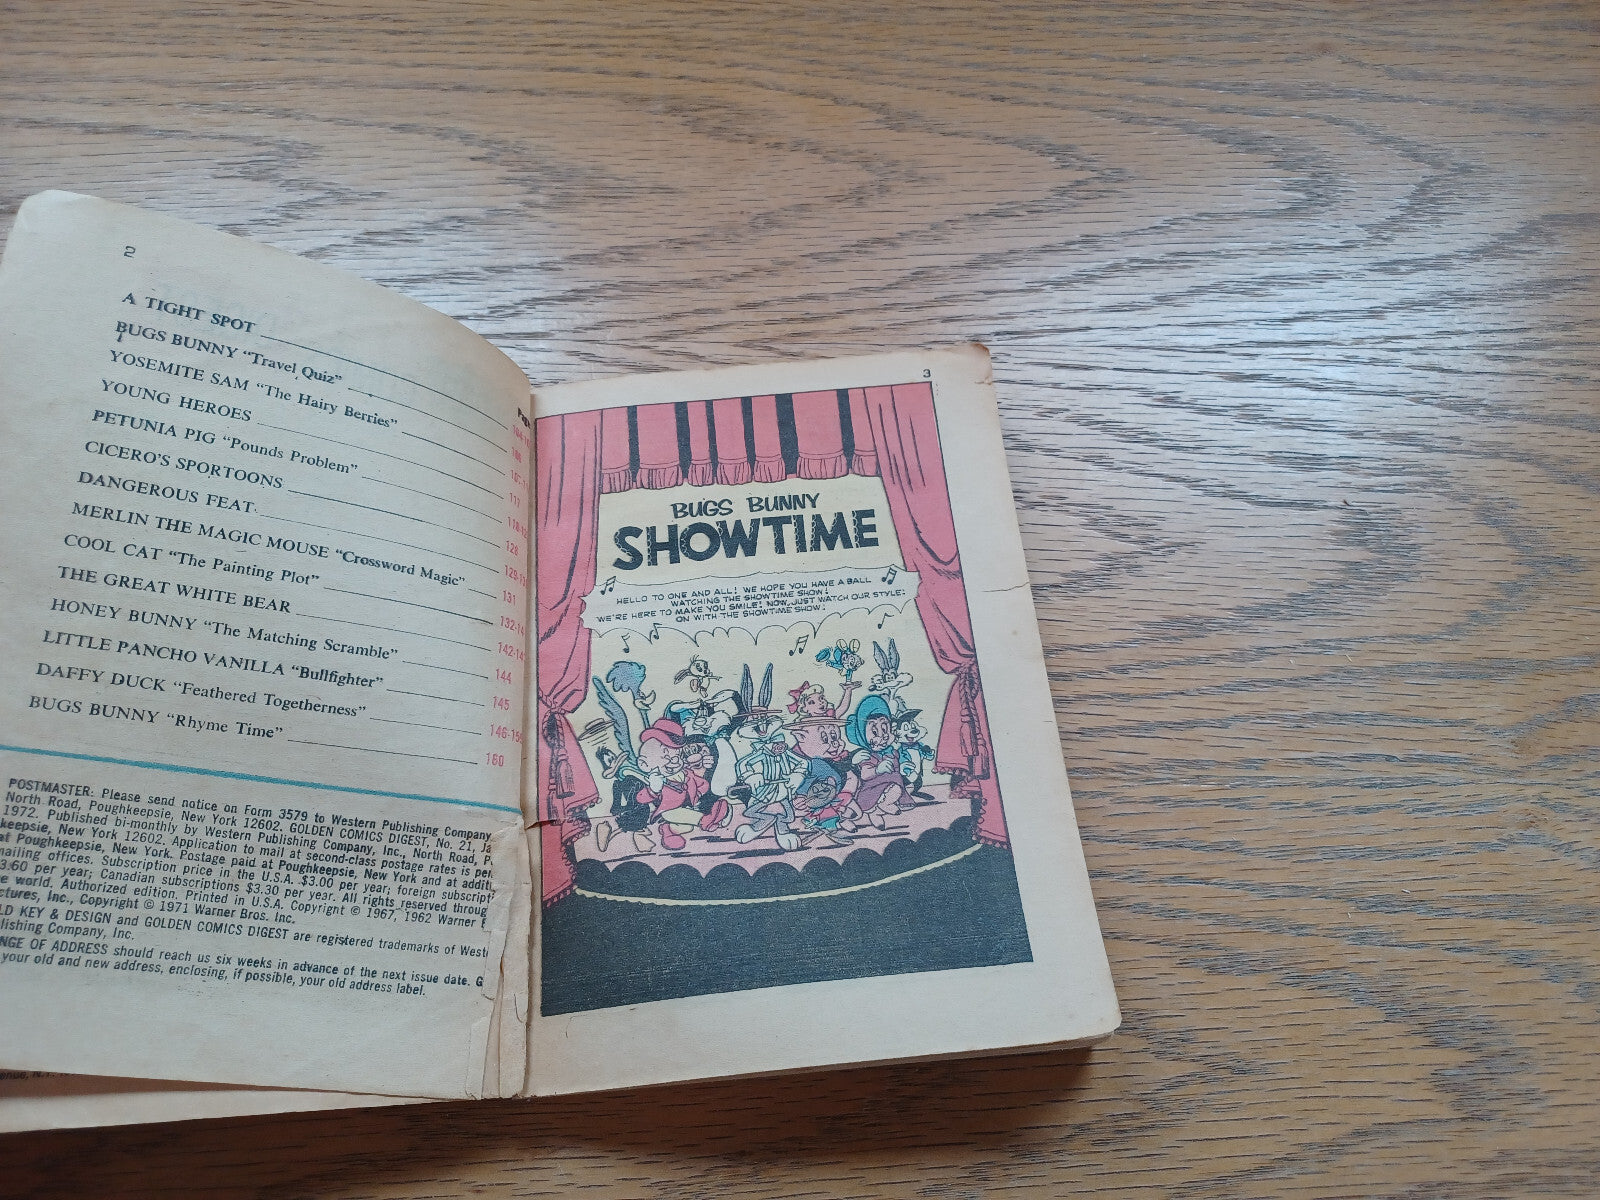 2
A TIGHT SPOT
BUGS BUNNY "Travel Quiz"
YOSEMITE SAM "The Hairy Berries"
YOUNG HEROES
PETUNIA PIG "Pounds Problem" 117
CICERO'S SPORTOONS
DANGEROUS FEAT 128
MERLIN THE MAGIC MOUSE "Crossword Magic"
COOL CAT "The Painting Plot" 131
THE GREAT WHITE BEAR
HONEY BUNNY "The Matching Scramble"
LITTLE PANCHO VANILLA "Bullfighter" 144
DAFFY DUCK "Feathered Togetherness" 145
BUGS BUNNY "Rhyme Time" 160
POSTMASTER: Please send notice on Form 3579 to Western Publishing Company,
North Road, Poughkeepsie, New York 12602. GOLDEN COMICS DIGEST, No. 21,
1972. Published bi-monthly by Western Publishing Company, Inc., North Road,
New York 12602. Application to mail at second-class postage rates is
at Poughkeepsie, New York. Postage paid at Poughkeepsie, New York and at
mailing offices. Subscription price in the U.S.A. $3.00 per year; foreign
per year; Canadian subscriptions $3.30 per year. All rights reserved
world. Authorized edition. Printed in U.S.A. Copyright © 1967, 1962 Warner
Inc., Copyright © 1971 Warner Bros. Inc.
KEY & DESIGN and GOLDEN COMICS DIGEST are registered trademarks of
Company, Inc.
OF ADDRESS should reach us six weeks in advance of the next issue date.
your old and new address, enclosing, if possible, your old address label.
3
BUGS BUNNY
SHOWTIME
HELLO TO ONE AND ALL! WE HOPE YOU HAVE A BALL
WATCHING THE SHOWTIME SHOW!
WE'RE HERE TO MAKE YOU SMILE! NOW, JUST WATCH OUR STYLE!
ON WITH THE SHOWTIME SHOW!